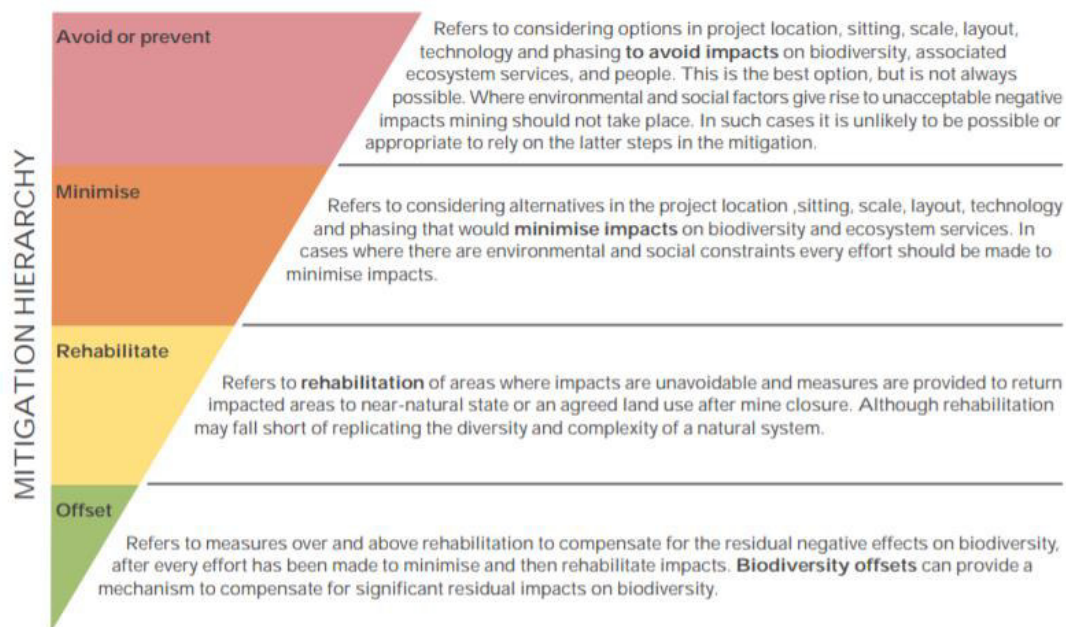 MITIGATION HIERARCHY
Avoid or prevent
Refers to considering options in project location, sitting, scale, layout,
technology and phasing to avoid impacts on biodiversity, associated
ecosystem services, and people. This is the best option, but is not always
possible. Where environmental and social factors give rise to unacceptable negative
impacts mining should not take place. In such cases it is unlikely to be possible or
appropriate to rely on the latter steps in the mitigation.
Minimise
Refers to considering alternatives in the project location ,sitting, scale, layout, technology
and phasing that would minimise impacts on biodiversity and ecosystem services. In
cases where there are environmental and social constraints every effort should be made to
minimise impacts.
Rehabilitate
Refers to rehabilitation of areas where impacts are unavoidable and measures are provided to return
impacted areas to near-natural state or an agreed land use after mine closure. Although rehabilitation
may fall short of replicating the diversity and complexity of a natural system.
Offset
Refers to measures over and above rehabilitation to compensate for the residual negative effects on biodiversity,
after every effort has been made to minimise and then rehabilitate impacts. Biodiversity offsets can provide a
mechanism to compensate for significant residual impacts on biodiversity.